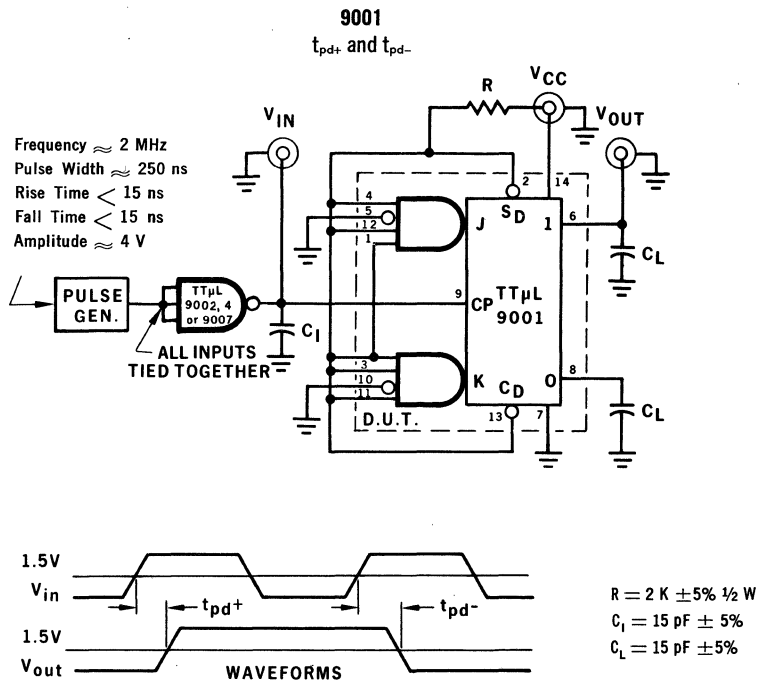 9001
tpd+ and tpd−
R
VCC
VIN
VOUT
Frequency ≈ 2 MHz
Pulse Width ≈ 250 ns
Rise Time < 15 ns
Fall Time < 15 ns
Amplitude ≈ 4 V
4
5
12
1
2
14
J
SD
1
6
CL
PULSE
GEN.
TTμL
9002, 4
or 9007
9
CP
TTμL
9001
CI
ALL INPUTS
TIED TOGETHER
3
10
11
K
CD
0
8
CL
D.U.T.
13
7
1.5V
Vin
tpd+
tpd−
1.5V
Vout
WAVEFORMS
R = 2 K ±5% ½ W
CI = 15 pF ± 5%
CL = 15 pF ±5%